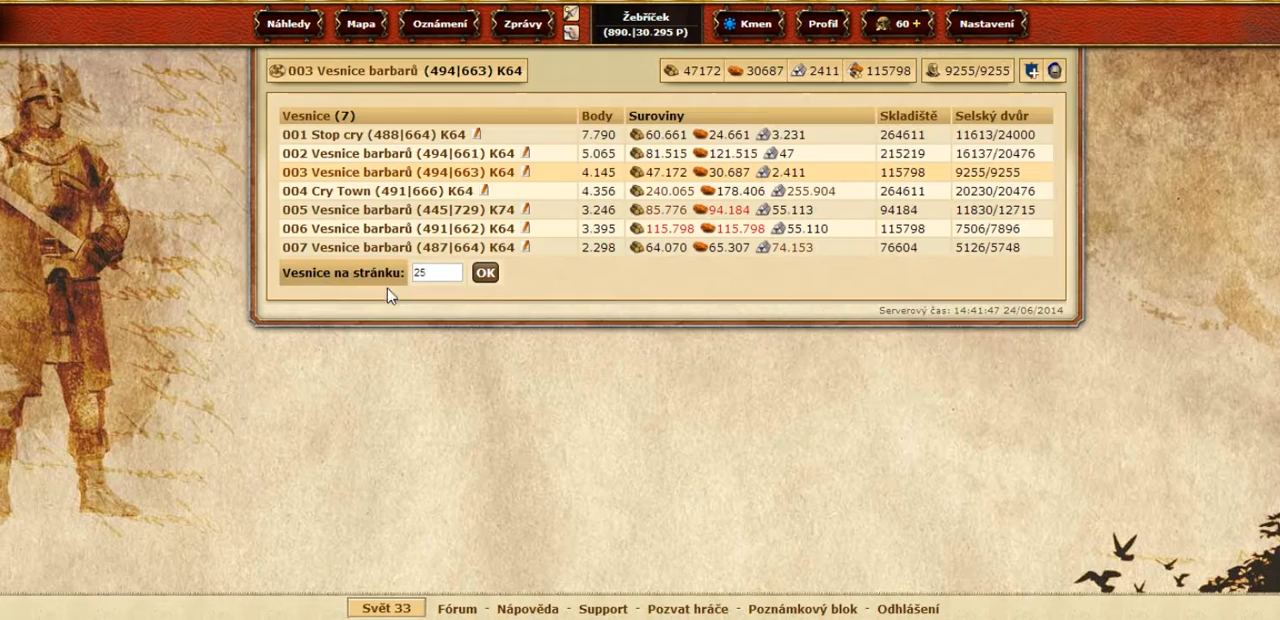 Náhledy Mapa Oznámení Zprávy Žebříček Kmen Profil 60 + Nastavení
(890.|30.295 P)
003 Vesnice barbarů (494|663) K64 47172 30687 2411 115798 9255/9255
Vesnice (7) Body Suroviny Skladiště Selský dvůr
001 Stop cry (488|664) K64 7.790 60.661 24.661 3.231 264611 11613/24000
002 Vesnice barbarů (494|661) K64 5.065 81.515 121.515 47 215219 16137/20476
003 Vesnice barbarů (494|663) K64 4.145 47.172 30.687 2.411 115798 9255/9255
004 Cry Town (491|666) K64 4.356 240.065 178.406 255.904 264611 20230/20476
005 Vesnice barbarů (445|729) K74 3.246 85.776 94.184 55.113 94184 11830/12715
006 Vesnice barbarů (491|662) K64 3.395 115.798 115.798 55.110 115798 7506/7896
007 Vesnice barbarů (487|664) K64 2.298 64.070 65.307 74.153 76604 5126/5748
Vesnice na stránku: 25 OK
Serverový čas: 14:41:47 24/06/2014
Svět 33 Fórum - Nápověda - Support - Pozvat hráče - Poznámkový blok - Odhlášení